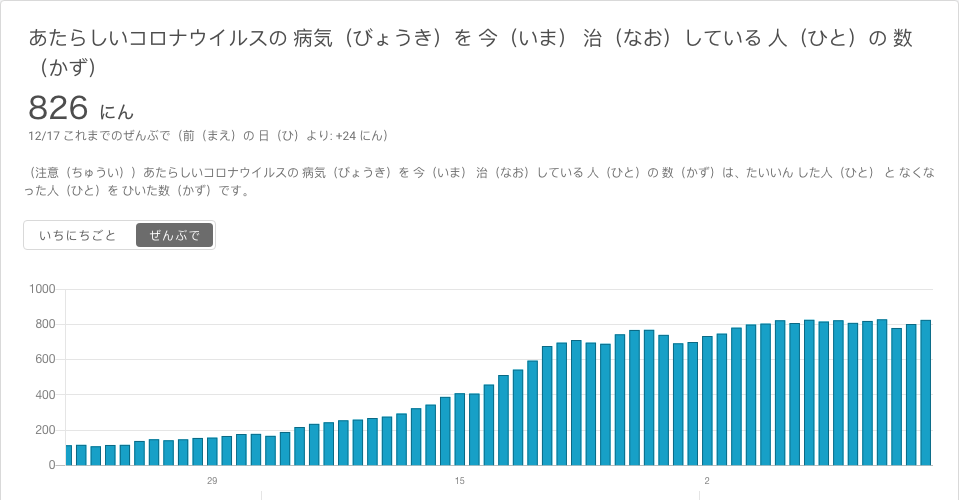 あたらしいコロナウイルスの 病気（びょうき）を 今（いま） 治（なお）している 人（ひと）の 数
（かず）
826 にん
12/17 これまでのぜんぶで（前（まえ）の 日（ひ）より: +24 にん）
（注意（ちゅうい））あたらしいコロナウイルスの 病気（びょうき）を 今（いま） 治（なお）している 人（ひと）の 数（かず）は、たいいん した人（ひと） と なくな
った人（ひと）を ひいた数（かず）です。
いちにちごと ぜんぶで
1000
800
600
400
200
0
29 15 2